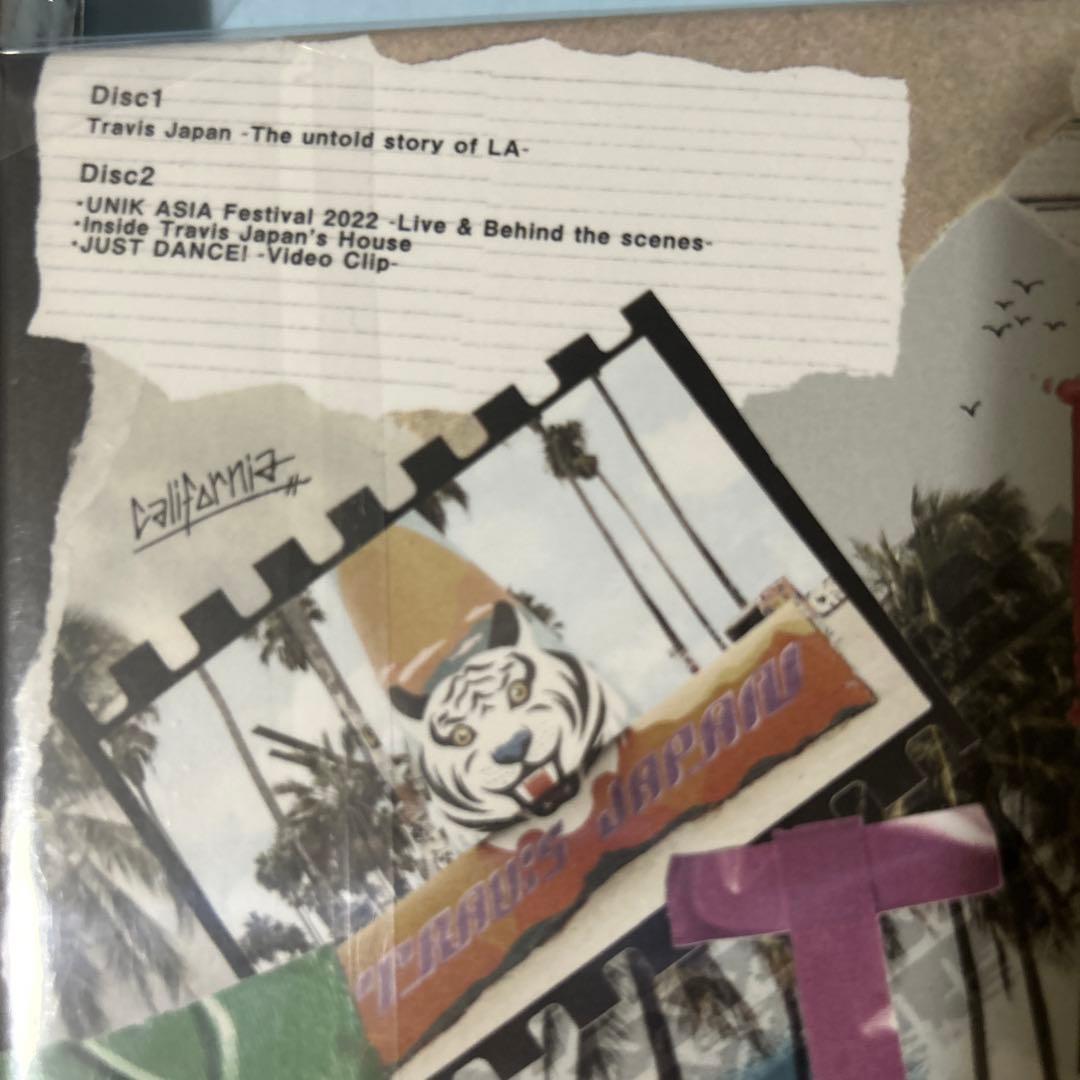 Disc1
Travis Japan -The untold story of LA-
Disc2
・UNIK ASIA Festival 2022 -Live & Behind the scenes-
・Inside Travis Japan's House
・JUST DANCE! -Video Clip-
California
TRAVIS JAPAN
T